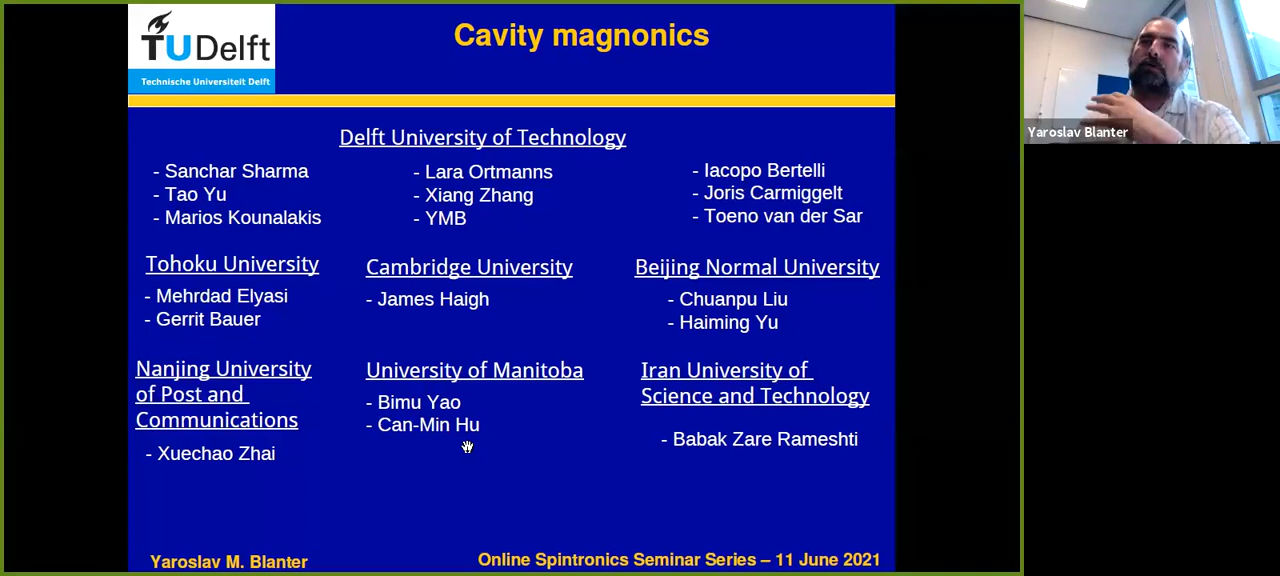 TU Delft
Technische Universiteit Delft
Cavity magnonics
Yaroslav Blanter
Delft University of Technology
- Sanchar Sharma
- Tao Yu
- Marios Kounalakis
- Lara Ortmanns
- Xiang Zhang
- YMB
- Iacopo Bertelli
- Joris Carmiggelt
- Toeno van der Sar
Tohoku University
- Mehrdad Elyasi
- Gerrit Bauer
Cambridge University
- James Haigh
Beijing Normal University
- Chuanpu Liu
- Haiming Yu
Nanjing University
of Post and
Communications
- Xuechao Zhai
University of Manitoba
- Bimu Yao
- Can-Min Hu
Iran University of
Science and Technology
- Babak Zare Rameshti
Yaroslav M. Blanter
Online Spintronics Seminar Series – 11 June 2021